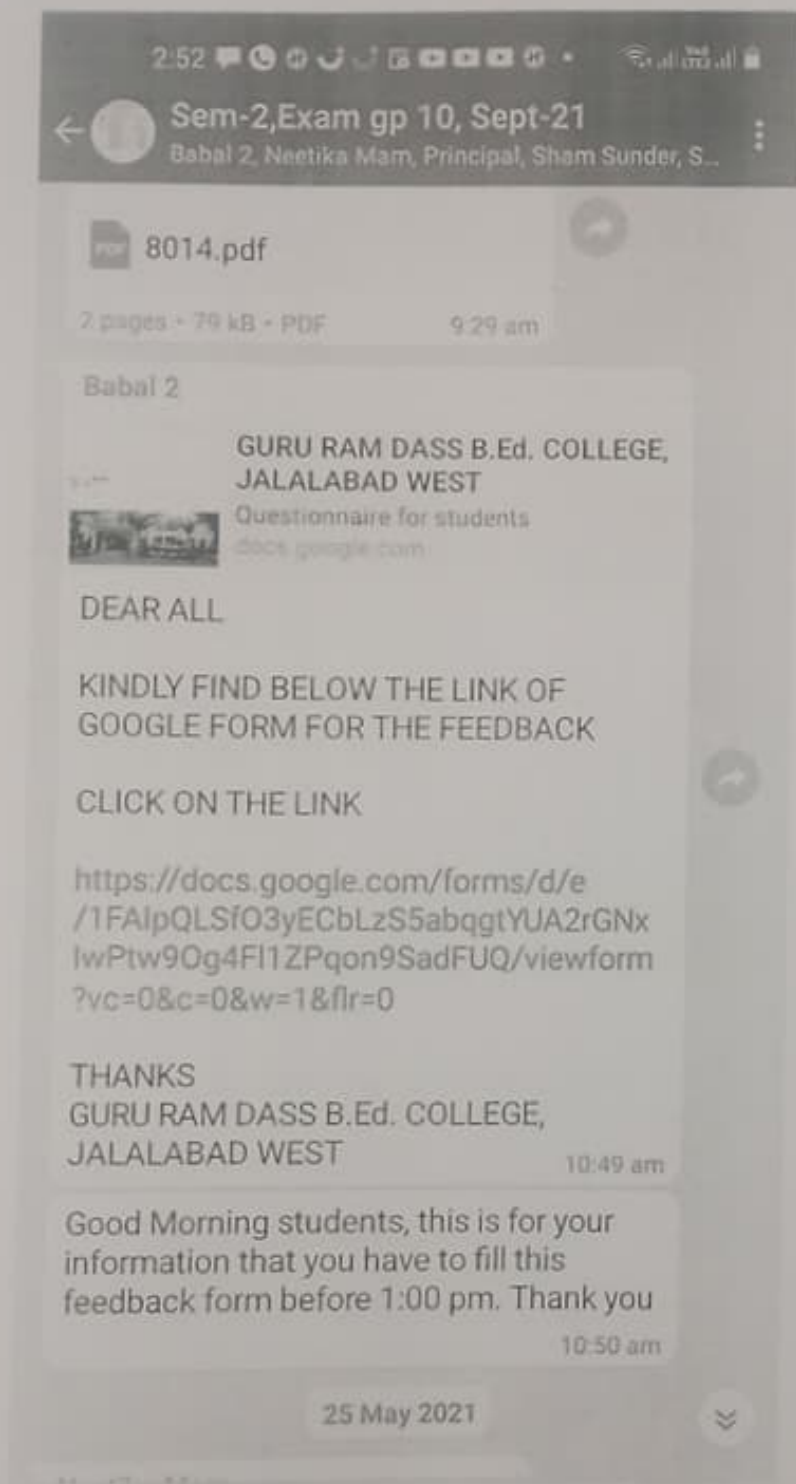 2:52
Sem-2,Exam gp 10, Sept-21
Babal 2, Neetika Mam, Principal, Sham Sunder, S...
PDF
8014.pdf
2 pages • 79 kB • PDF 9:29 am
Babal 2
GURU RAM DASS B.Ed. COLLEGE,
JALALABAD WEST
Questionnaire for students
docs.google.com
DEAR ALL
KINDLY FIND BELOW THE LINK OF
GOOGLE FORM FOR THE FEEDBACK
CLICK ON THE LINK
https://docs.google.com/forms/d/e
/1FAIpQLSfO3yECbLzS5abqgtYUA2rGNx
IwPtw9Og4Fl1ZPqon9SadFUQ/viewform
?vc=0&c=0&w=1&flr=0
THANKS
GURU RAM DASS B.Ed. COLLEGE,
JALALABAD WEST
10:49 am
Good Morning students, this is for your
information that you have to fill this
feedback form before 1:00 pm. Thank you
10:50 am
25 May 2021